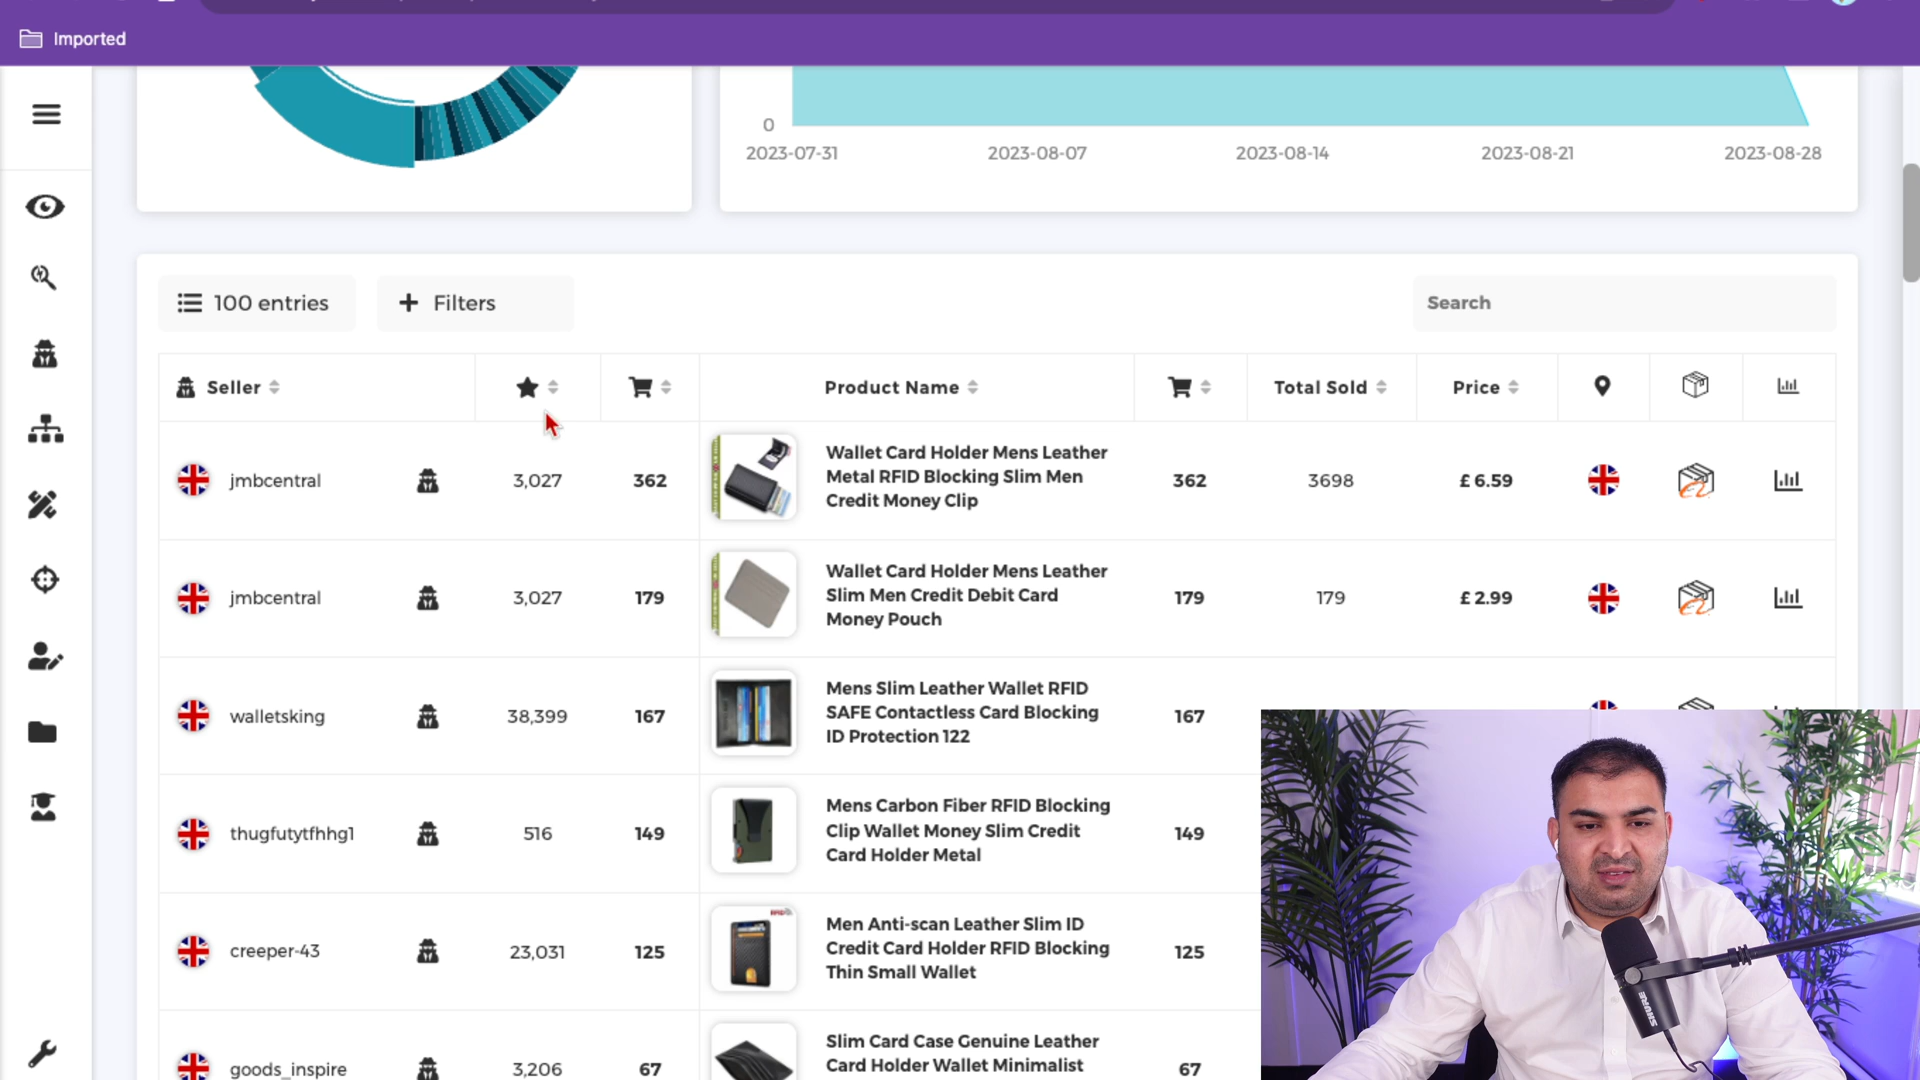 Imported
0
2023-07-31 2023-08-07 2023-08-14 2023-08-21 2023-08-28
100 entries Filters Search
Seller Product Name Total Sold Price
jmbcentral 3,027 362
Wallet Card Holder Mens Leather
Metal RFID Blocking Slim Men
Credit Money Clip
362 3698 £ 6.59
jmbcentral 3,027 179
Wallet Card Holder Mens Leather
Slim Men Credit Debit Card
Money Pouch
179 179 £ 2.99
walletsking 38,399 167
Mens Slim Leather Wallet RFID
SAFE Contactless Card Blocking
ID Protection 122
167
thugfutytfhhg1 516 149
Mens Carbon Fiber RFID Blocking
Clip Wallet Money Slim Credit
Card Holder Metal
149
creeper-43 23,031 125
Men Anti-scan Leather Slim ID
Credit Card Holder RFID Blocking
Thin Small Wallet
125
goods_inspire 3,206 67
Slim Card Case Genuine Leather
Card Holder Wallet Minimalist
67
SHURE